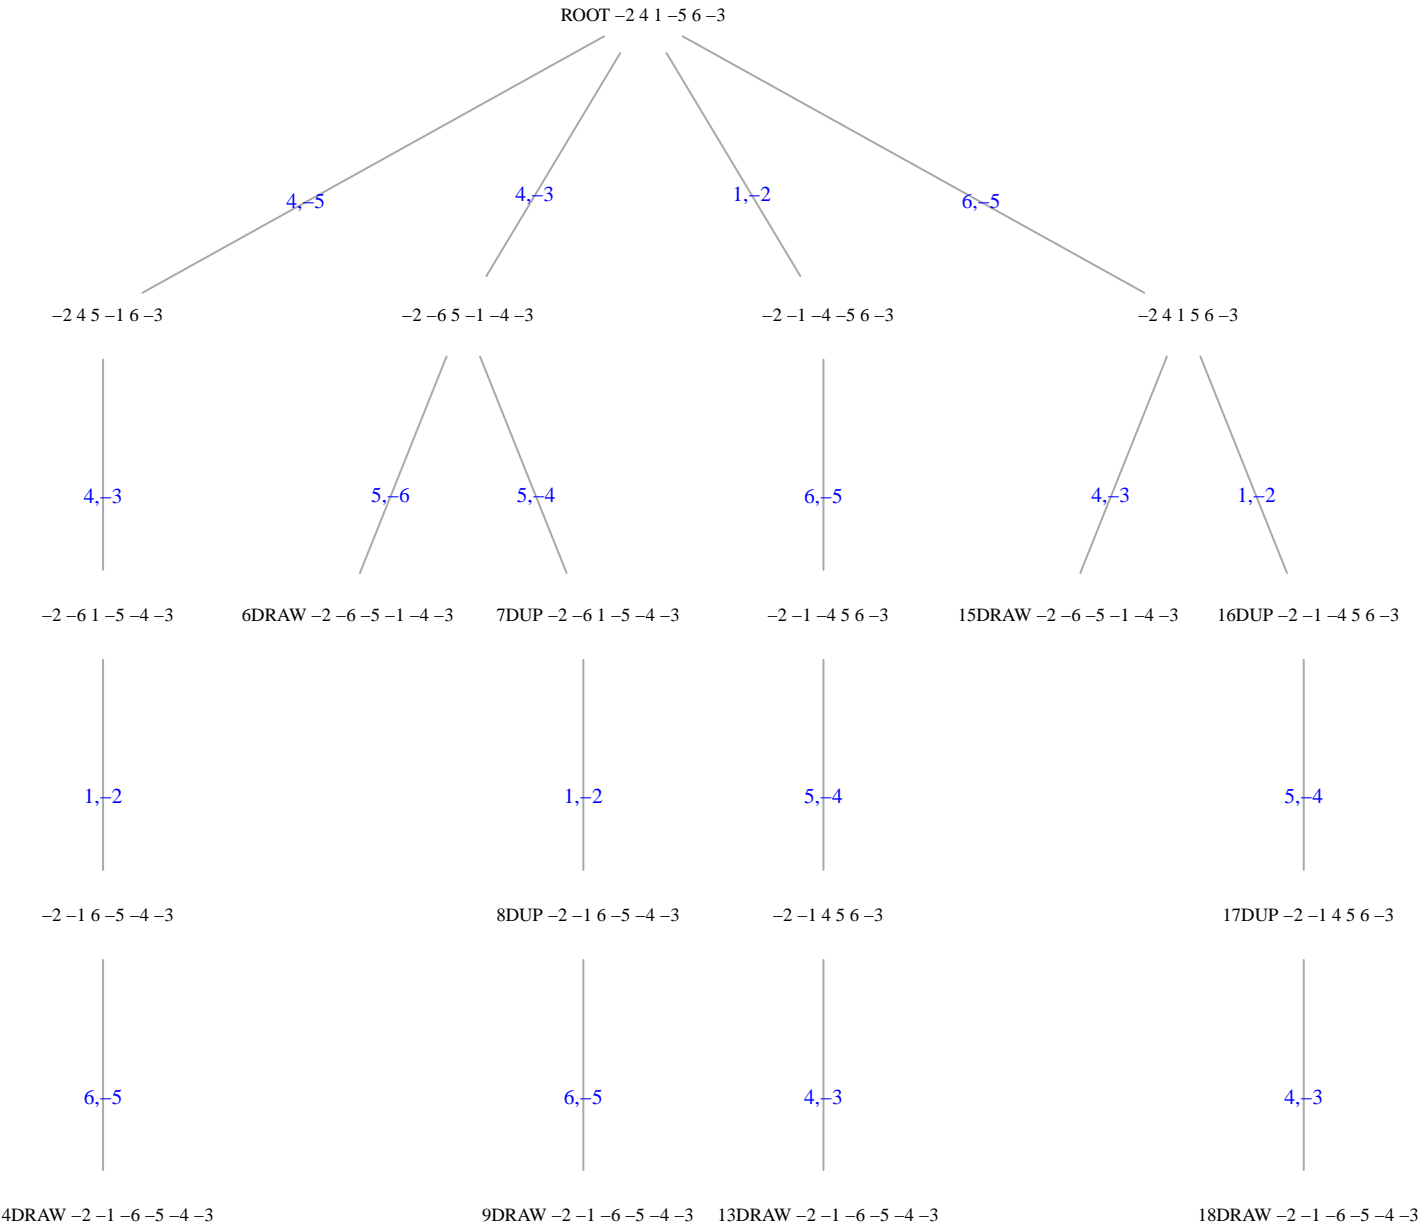 ROOT –2 4 1 –5 6 –3
4,–5
4,–3
1,–2
6,–5
–2 4 5 –1 6 –3
–2 –6 5 –1 –4 –3
–2 –1 –4 –5 6 –3
–2 4 1 5 6 –3
4,–3
5,–6
5,–4
6,–5
4,–3
1,–2
–2 –6 1 –5 –4 –3
6DRAW –2 –6 –5 –1 –4 –3
7DUP –2 –6 1 –5 –4 –3
–2 –1 –4 5 6 –3
15DRAW –2 –6 –5 –1 –4 –3
16DUP –2 –1 –4 5 6 –3
1,–2
1,–2
5,–4
5,–4
–2 –1 6 –5 –4 –3
8DUP –2 –1 6 –5 –4 –3
–2 –1 4 5 6 –3
17DUP –2 –1 4 5 6 –3
6,–5
6,–5
4,–3
4,–3
4DRAW –2 –1 –6 –5 –4 –3
9DRAW –2 –1 –6 –5 –4 –3
13DRAW –2 –1 –6 –5 –4 –3
18DRAW –2 –1 –6 –5 –4 –3